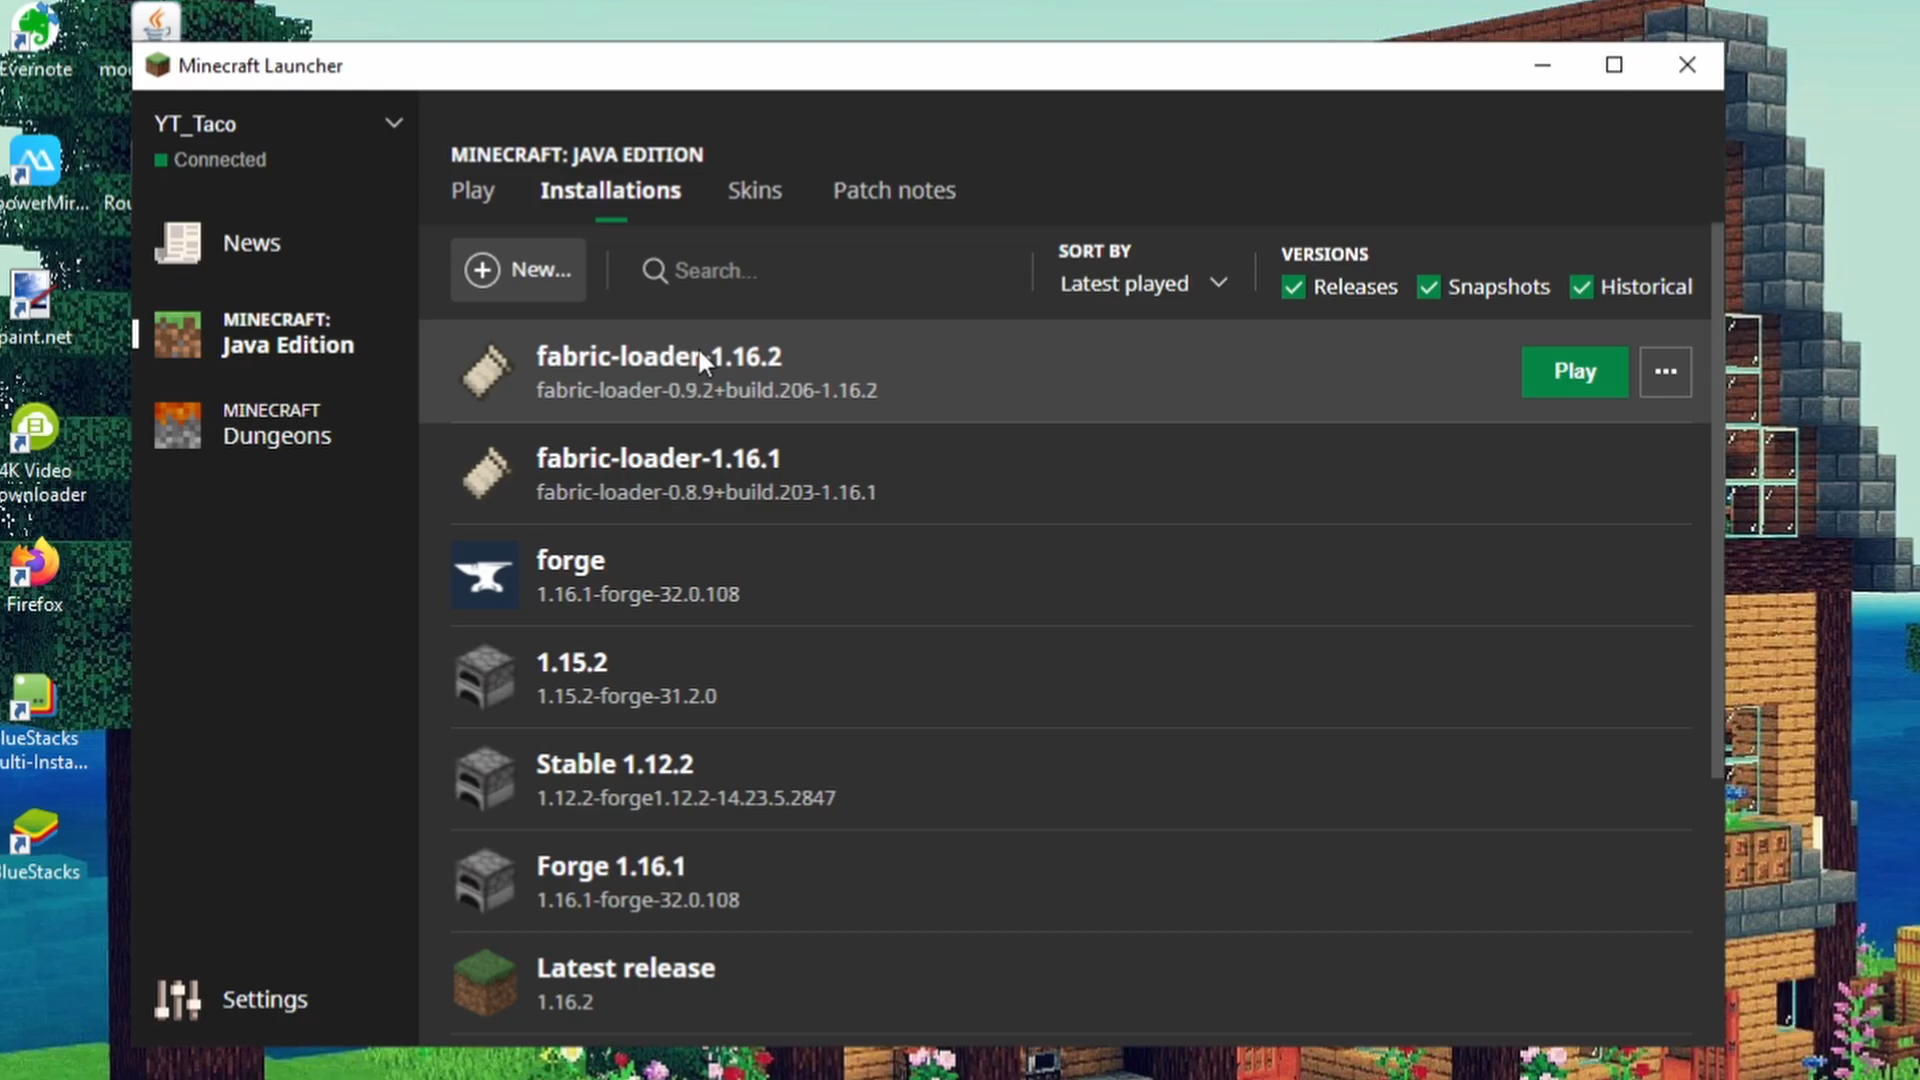 Evernote
Minecraft Launcher
YT_Taco
Connected
News
MINECRAFT:
Java Edition
MINECRAFT
Dungeons
Settings
MINECRAFT: JAVA EDITION
Play
Installations
Skins
Patch notes
New...
Search...
SORT BY
Latest played
VERSIONS
Releases
Snapshots
Historical
fabric-loader-1.16.2
fabric-loader-0.9.2+build.206-1.16.2
Play
fabric-loader-1.16.1
fabric-loader-0.8.9+build.203-1.16.1
forge
1.16.1-forge-32.0.108
1.15.2
1.15.2-forge-31.2.0
Stable 1.12.2
1.12.2-forge1.12.2-14.23.5.2847
Forge 1.16.1
1.16.1-forge-32.0.108
Latest release
1.16.2
powerMir...
paint.net
4K Video
ownloader
Firefox
lueStacks
ulti-Insta...
lueStacks